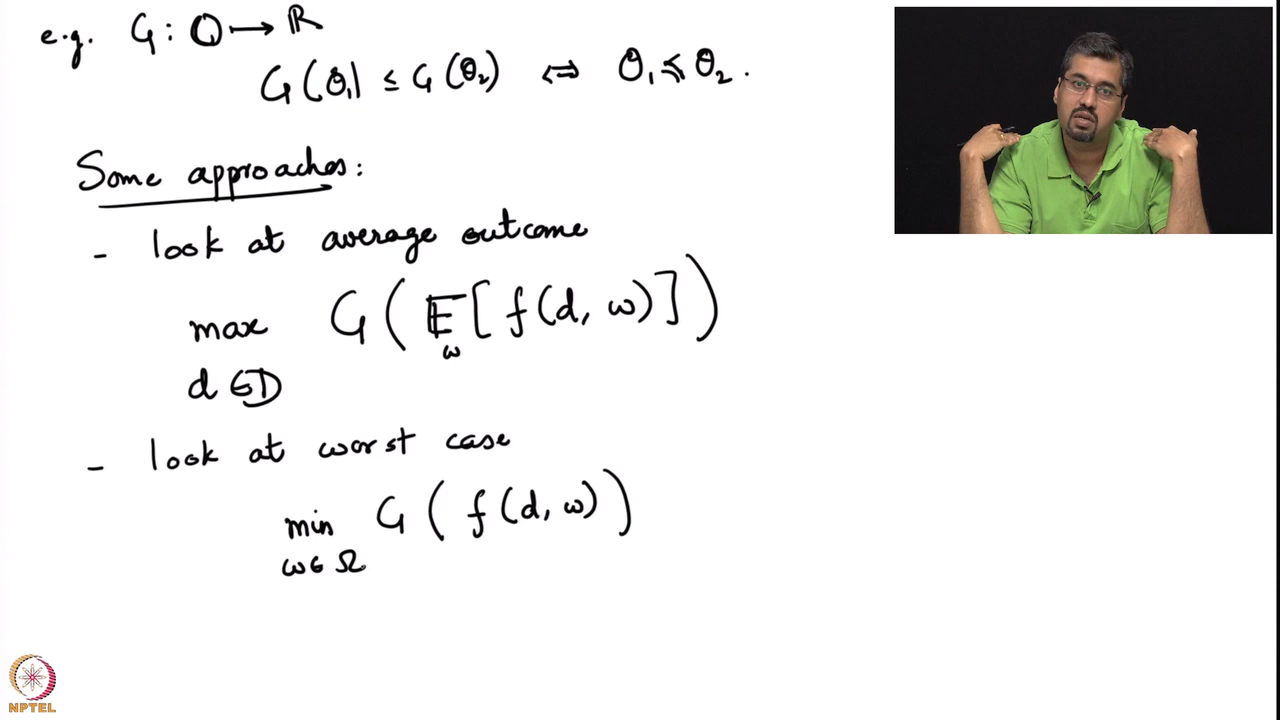 e.g. G : O → ℝ
G(θ₁) ≤ G(θ₂) ⇔ θ₁ ≼ θ₂.
Some approaches:
- look at average outcome
max G( 𝔼 [ f(d, ω) ] )
d ∈ D ω
- look at worst case
min G( f(d, ω) )
ω ∈ Ω
NPTEL